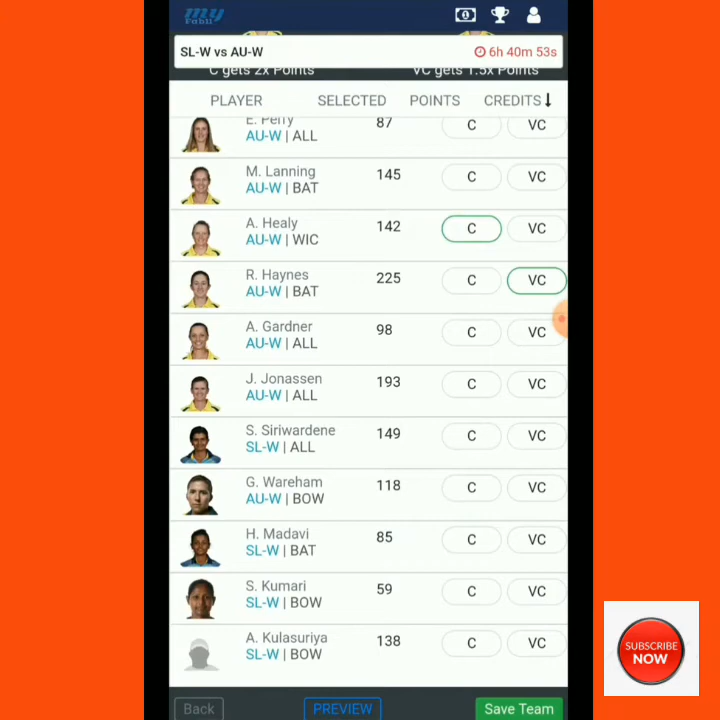 my
Fab11
SL-W vs AU-W
6h 40m 53s
C gets 2x Points
VC gets 1.5x Points
PLAYER SELECTED POINTS CREDITS
E. Perry 87 C VC
AU-W | ALL
M. Lanning 145 C VC
AU-W | BAT
A. Healy 142 C VC
AU-W | WIC
R. Haynes 225 C VC
AU-W | BAT
A. Gardner 98 C VC
AU-W | ALL
J. Jonassen 193 C VC
AU-W | ALL
S. Siriwardene 149 C VC
SL-W | ALL
G. Wareham 118 C VC
AU-W | BOW
H. Madavi 85 C VC
SL-W | BAT
S. Kumari 59 C VC
SL-W | BOW
A. Kulasuriya 138 C VC
SL-W | BOW
Back PREVIEW Save Team
SUBSCRIBE
NOW